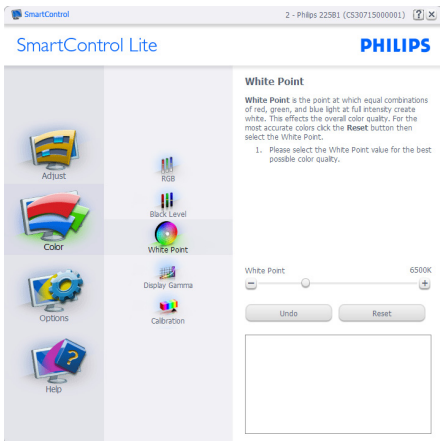 SmartControl
2 - Philips 225B1 (CS30715000001)
? X
SmartControl Lite
PHILIPS
Adjust
Color
Options
Help
RGB
Black Level
White Point
Display Gamma
Calibration
White Point
White Point is the point at which equal combinations
of red, green, and blue light at full intensity create
white. This effects the overall color quality. For the
most accurate colors click the Reset button then
select the White Point.
1. Please select the White Point value for the best
possible color quality.
White Point 6500K
- +
Undo Reset